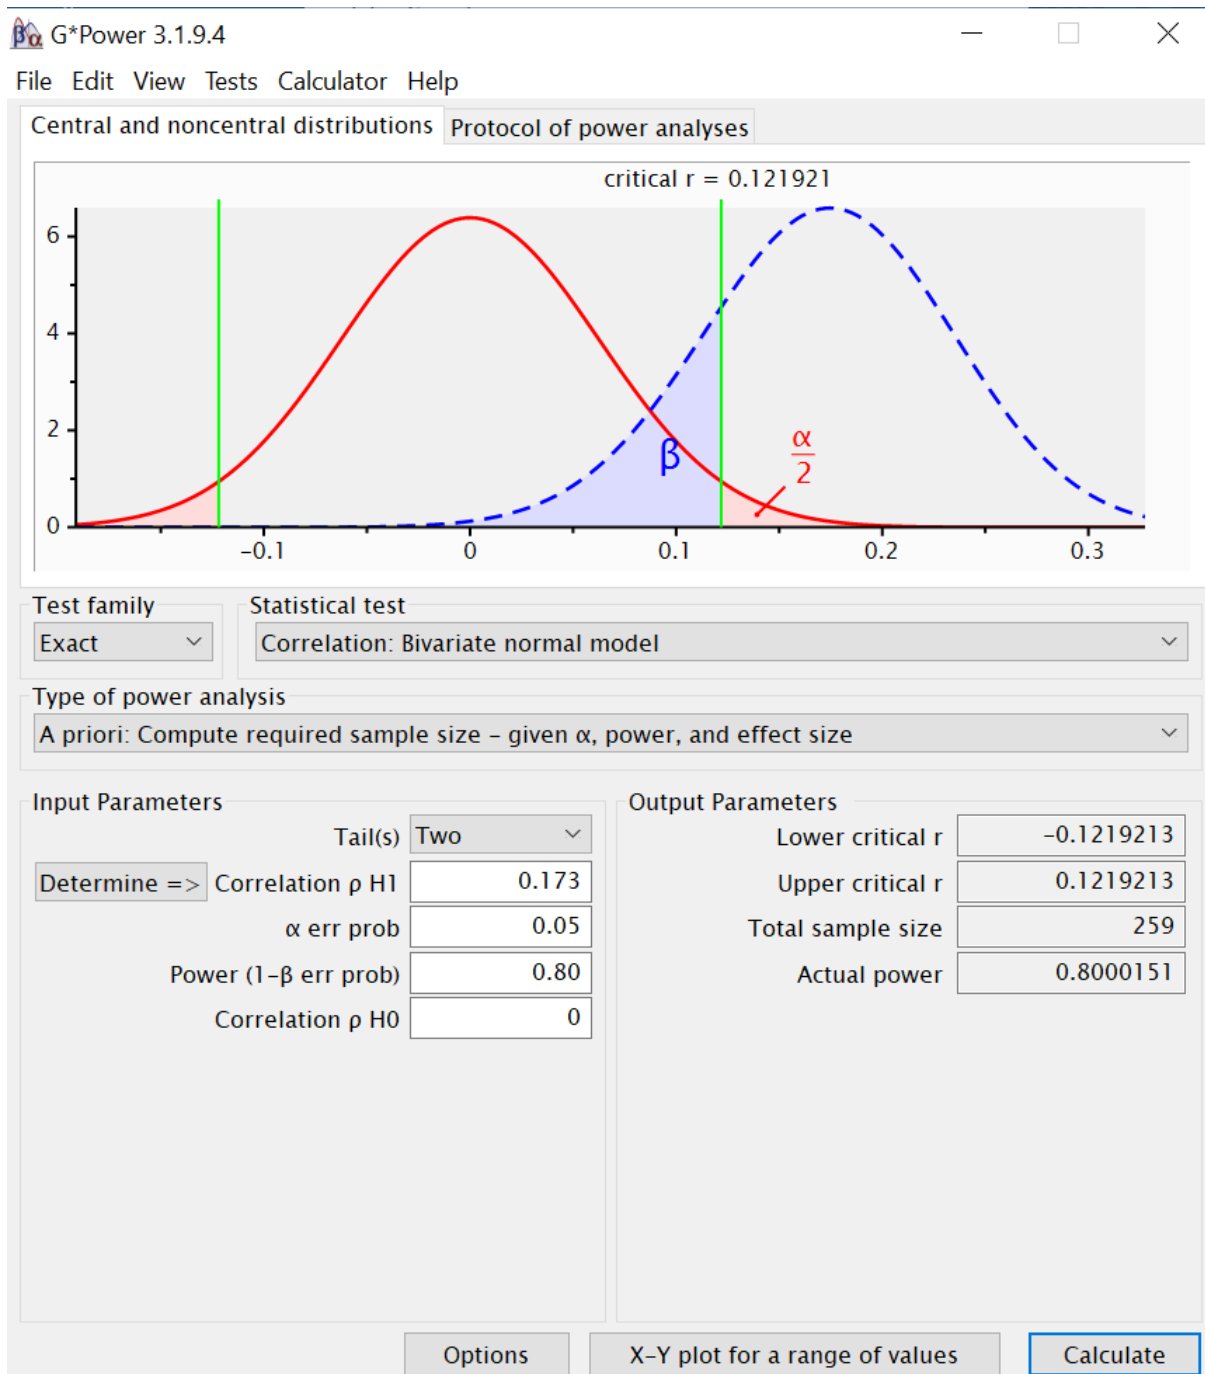 G*Power 3.1.9.4
File Edit View Tests Calculator Help
Central and noncentral distributions Protocol of power analyses
critical r = 0.121921
6
4
2
0
β
α
2
-0.1 0 0.1 0.2 0.3
Test family Statistical test
Exact Correlation: Bivariate normal model
Type of power analysis
A priori: Compute required sample size – given α, power, and effect size
Input Parameters
Tail(s) Two
Determine => Correlation ρ H1 0.173
α err prob 0.05
Power (1–β err prob) 0.80
Correlation ρ H0 0
Output Parameters
Lower critical r -0.1219213
Upper critical r 0.1219213
Total sample size 259
Actual power 0.8000151
Options X–Y plot for a range of values Calculate